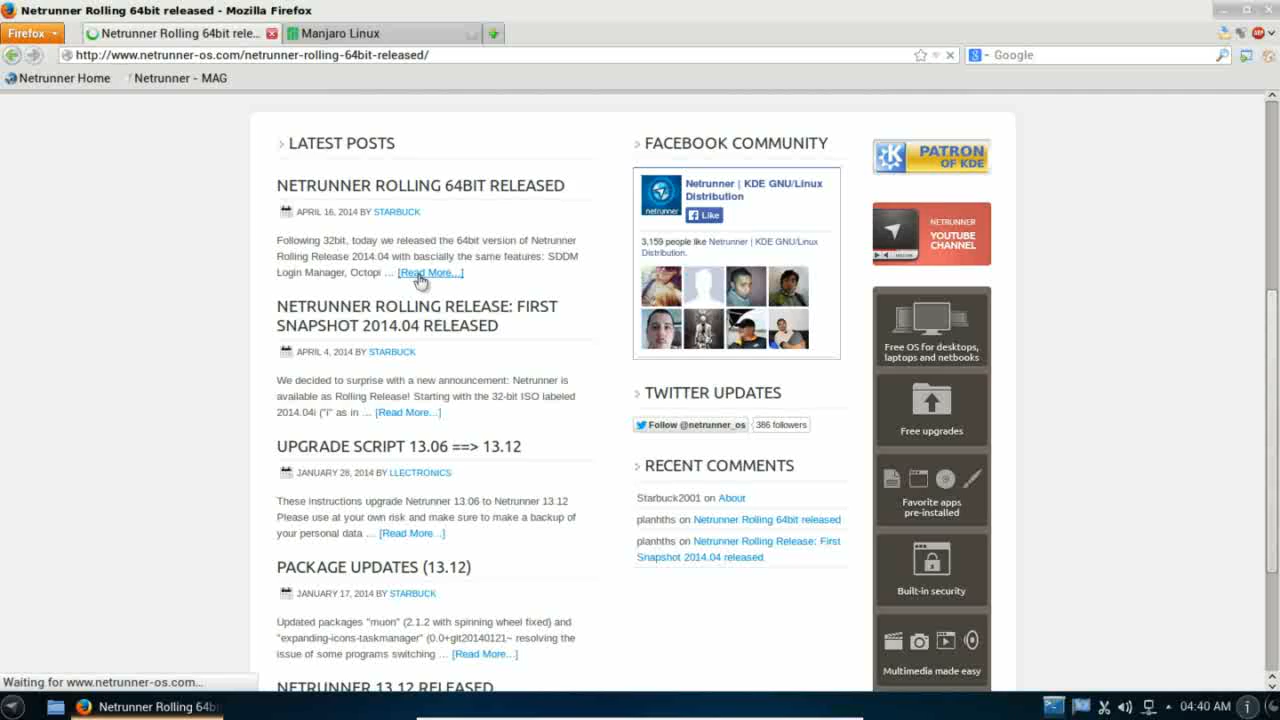 Netrunner Rolling 64bit released - Mozilla Firefox
Firefox
Netrunner Rolling 64bit rele...
Manjaro Linux
http://www.netrunner-os.com/netrunner-rolling-64bit-released/
Google
Netrunner Home
Netrunner - MAG
LATEST POSTS
NETRUNNER ROLLING 64BIT RELEASED
APRIL 16, 2014 BY STARBUCK
Following 32bit, today we released the 64bit version of Netrunner
Rolling Release 2014.04 with bascially the same features: SDDM
Login Manager, Octopi ... [Read More...]
NETRUNNER ROLLING RELEASE: FIRST
SNAPSHOT 2014.04 RELEASED
APRIL 4, 2014 BY STARBUCK
We decided to surprise with a new announcement: Netrunner is
available as Rolling Release! Starting with the 32-bit ISO labeled
2014.04i ("i" as in ... [Read More...]
UPGRADE SCRIPT 13.06 ==> 13.12
JANUARY 28, 2014 BY LLECTRONICS
These instructions upgrade Netrunner 13.06 to Netrunner 13.12
Please use at your own risk and make sure to make a backup of
your personal data ... [Read More...]
PACKAGE UPDATES (13.12)
JANUARY 17, 2014 BY STARBUCK
Updated packages "muon" (2.1.2 with spinning wheel fixed) and
"expanding-icons-taskmanager" (0.0+git20140121~ resolving the
issue of some programs switching ... [Read More...]
NETRUNNER 13.12 RELEASED
FACEBOOK COMMUNITY
netrunner
Netrunner | KDE GNU/Linux
Distribution
Like
3,159 people like Netrunner | KDE GNU/Linux
Distribution.
TWITTER UPDATES
Follow @netrunner_os
386 followers
RECENT COMMENTS
Starbuck2001 on About
planhths on Netrunner Rolling 64bit released
planhths on Netrunner Rolling Release: First
Snapshot 2014.04 released
PATRON
OF KDE
NETRUNNER
YOUTUBE
CHANNEL
Free OS for desktops,
laptops and netbooks
Free upgrades
Favorite apps
pre-installed
Built-in security
Multimedia made easy
Waiting for www.netrunner-os.com...
Netrunner Rolling 64b
04:40 AM